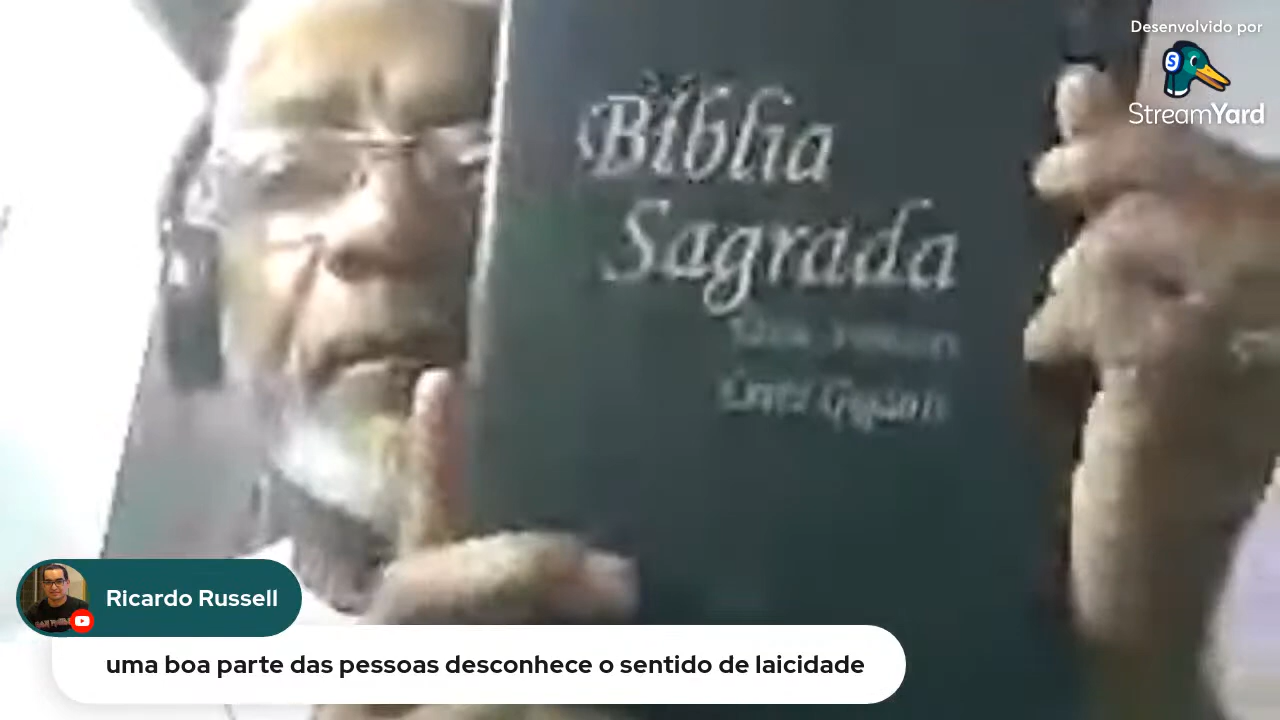 Desenvolvido por
StreamYard
Bíblia
Sagrada
Ricardo Russell
uma boa parte das pessoas desconhece o sentido de laicidade